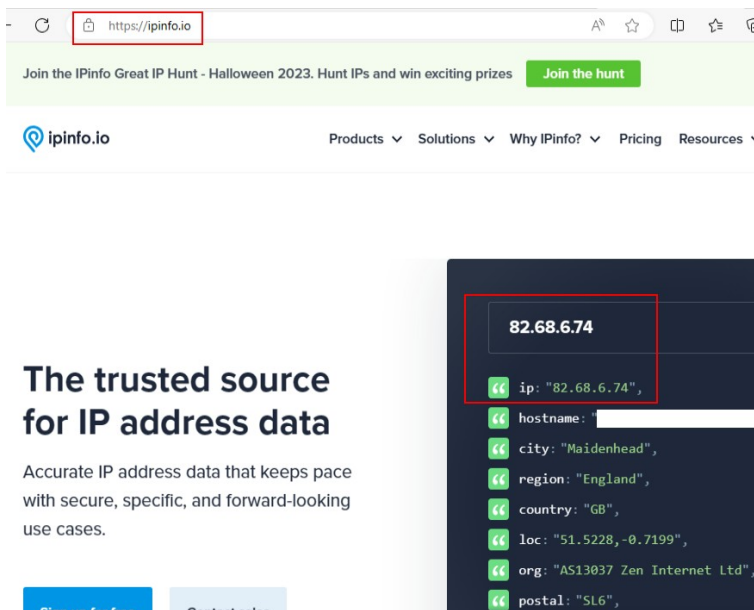 https://ipinfo.io
Join the IPinfo Great IP Hunt - Halloween 2023. Hunt IPs and win exciting prizes Join the hunt
ipinfo.io Products Solutions Why IPinfo? Pricing Resources
82.68.6.74
The trusted source
for IP address data
Accurate IP address data that keeps pace
with secure, specific, and forward-looking
use cases.
ip: "82.68.6.74",
hostname: "
city: "Maidenhead",
region: "England",
country: "GB",
loc: "51.5228,-0.7199",
org: "AS13037 Zen Internet Ltd",
postal: "SL6",